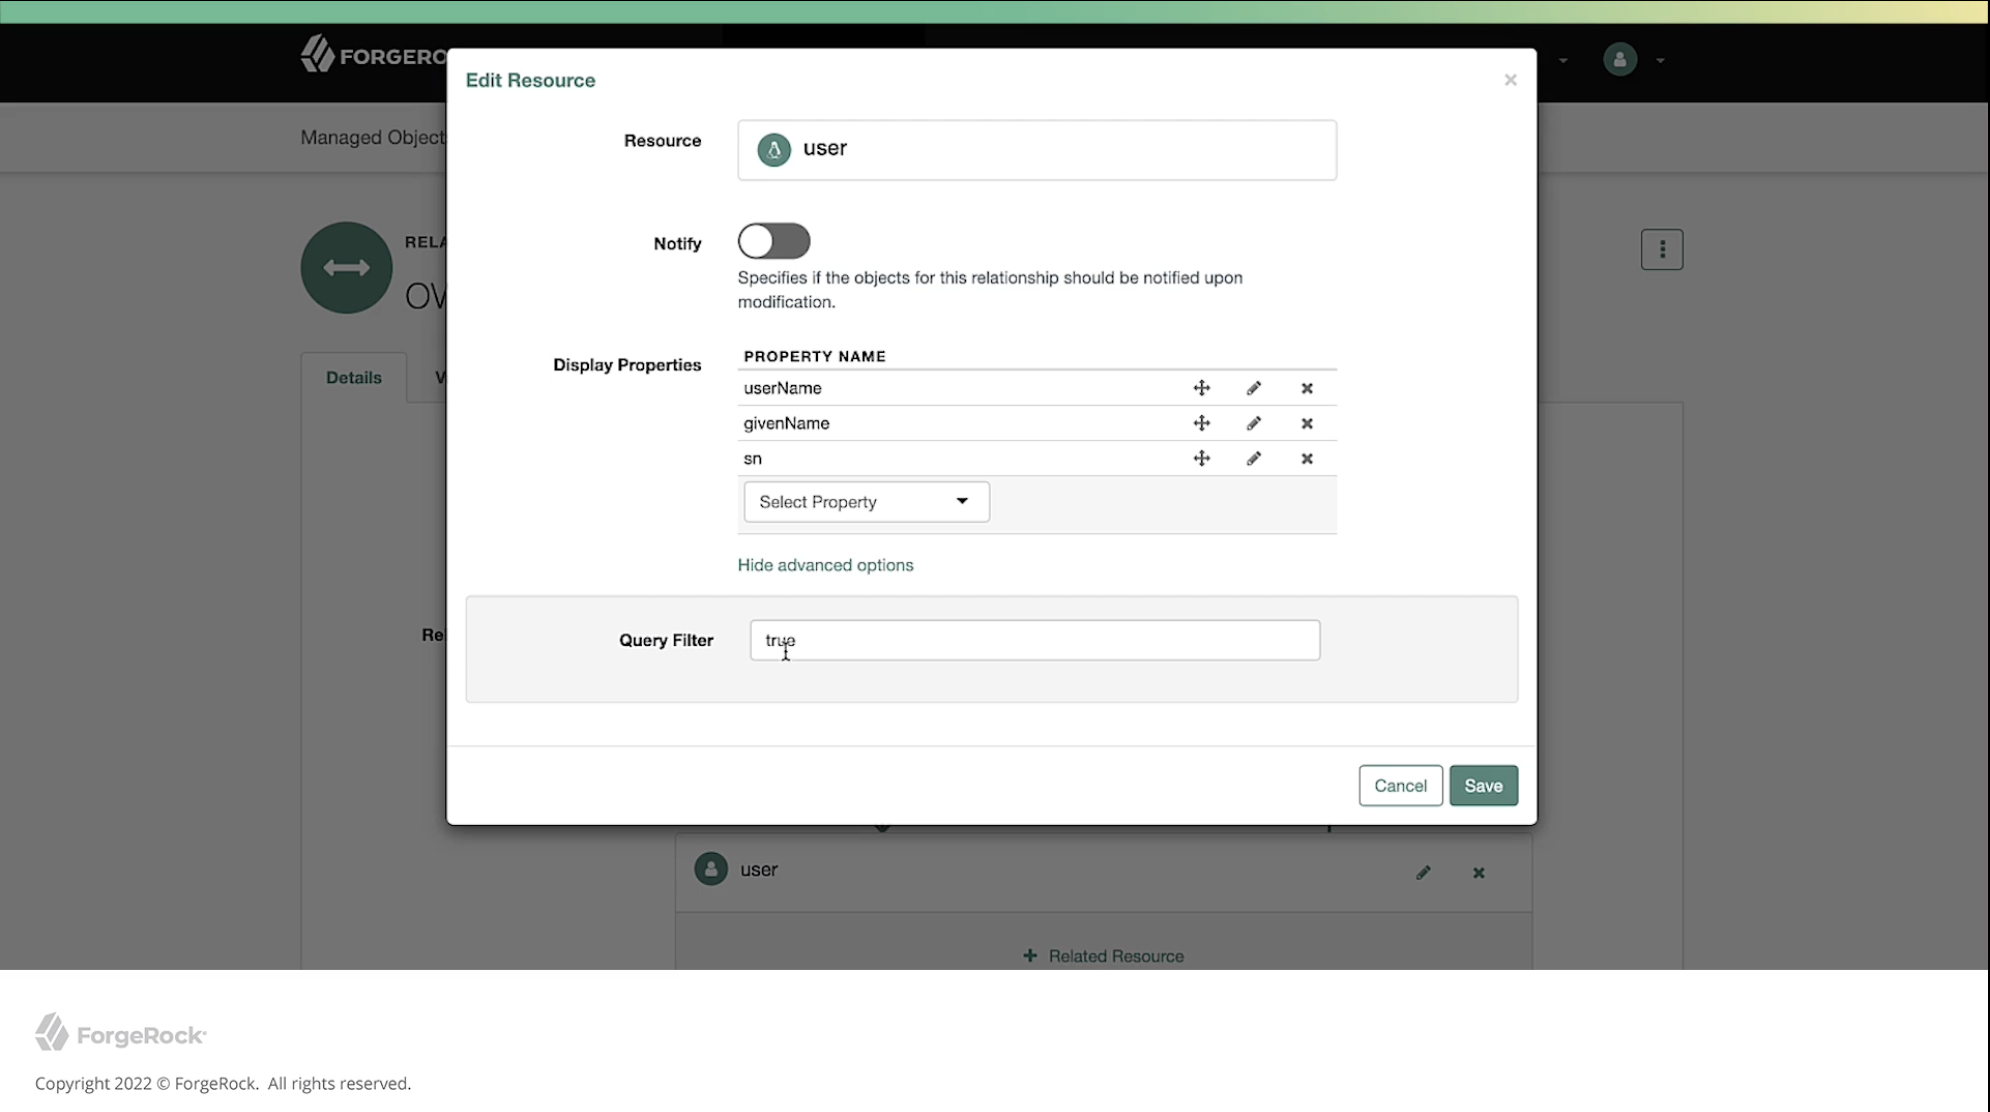 FORGERO
Edit Resource
Managed Object
Resource
user
Notify
Specifies if the objects for this relationship should be notified upon
modification.
RELA
OW
Details
Display Properties
PROPERTY NAME
userName
givenName
sn
Select Property
Hide advanced options
Rel
Query Filter
true
Cancel
Save
user
+ Related Resource
ForgeRock
Copyright 2022 © ForgeRock. All rights reserved.